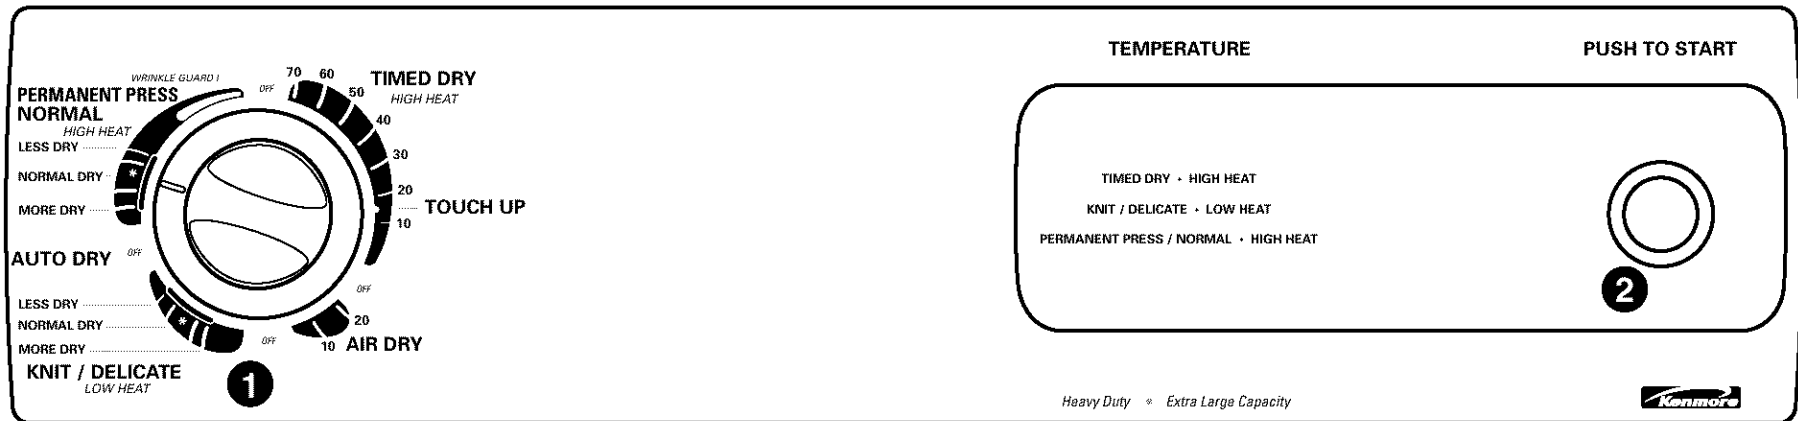 TEMPERATURE
PUSH TO START
WRINKLE GUARD I
OFF
70
60
50
40
30
20
10
TIMED DRY
HIGH HEAT
PERMANENT PRESS
NORMAL
HIGH HEAT
LESS DRY
NORMAL DRY
*
MORE DRY
TOUCH UP
AUTO DRY
OFF
OFF
LESS DRY
NORMAL DRY
*
MORE DRY
KNIT / DELICATE
LOW HEAT
OFF
20
10
AIR DRY
1
TIMED DRY • HIGH HEAT
KNIT / DELICATE • LOW HEAT
PERMANENT PRESS / NORMAL • HIGH HEAT
2
Heavy Duty * Extra Large Capacity
Kenmore